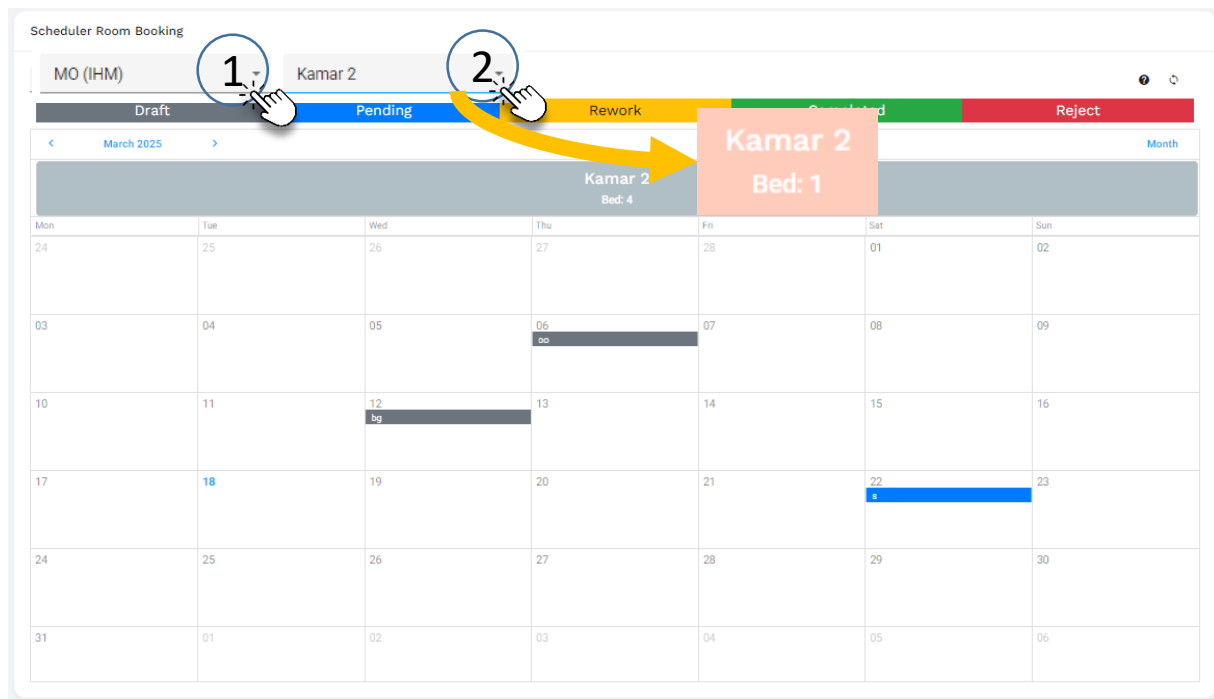 Scheduler Room Booking
MO (IHM) 1 Kamar 2 2
Draft Pending Rework Completed Reject
March 2025 Month
Kamar 2
Bed: 4
Kamar 2
Bed: 1
Mon Tue Wed Thu Fri Sat Sun
24 25 26 27 28 01 02
03 04 05 06 07 08 09
oo
10 11 12 13 14 15 16
bg
17 18 19 20 21 22 23
s
24 25 26 27 28 29 30
31 01 02 03 04 05 06